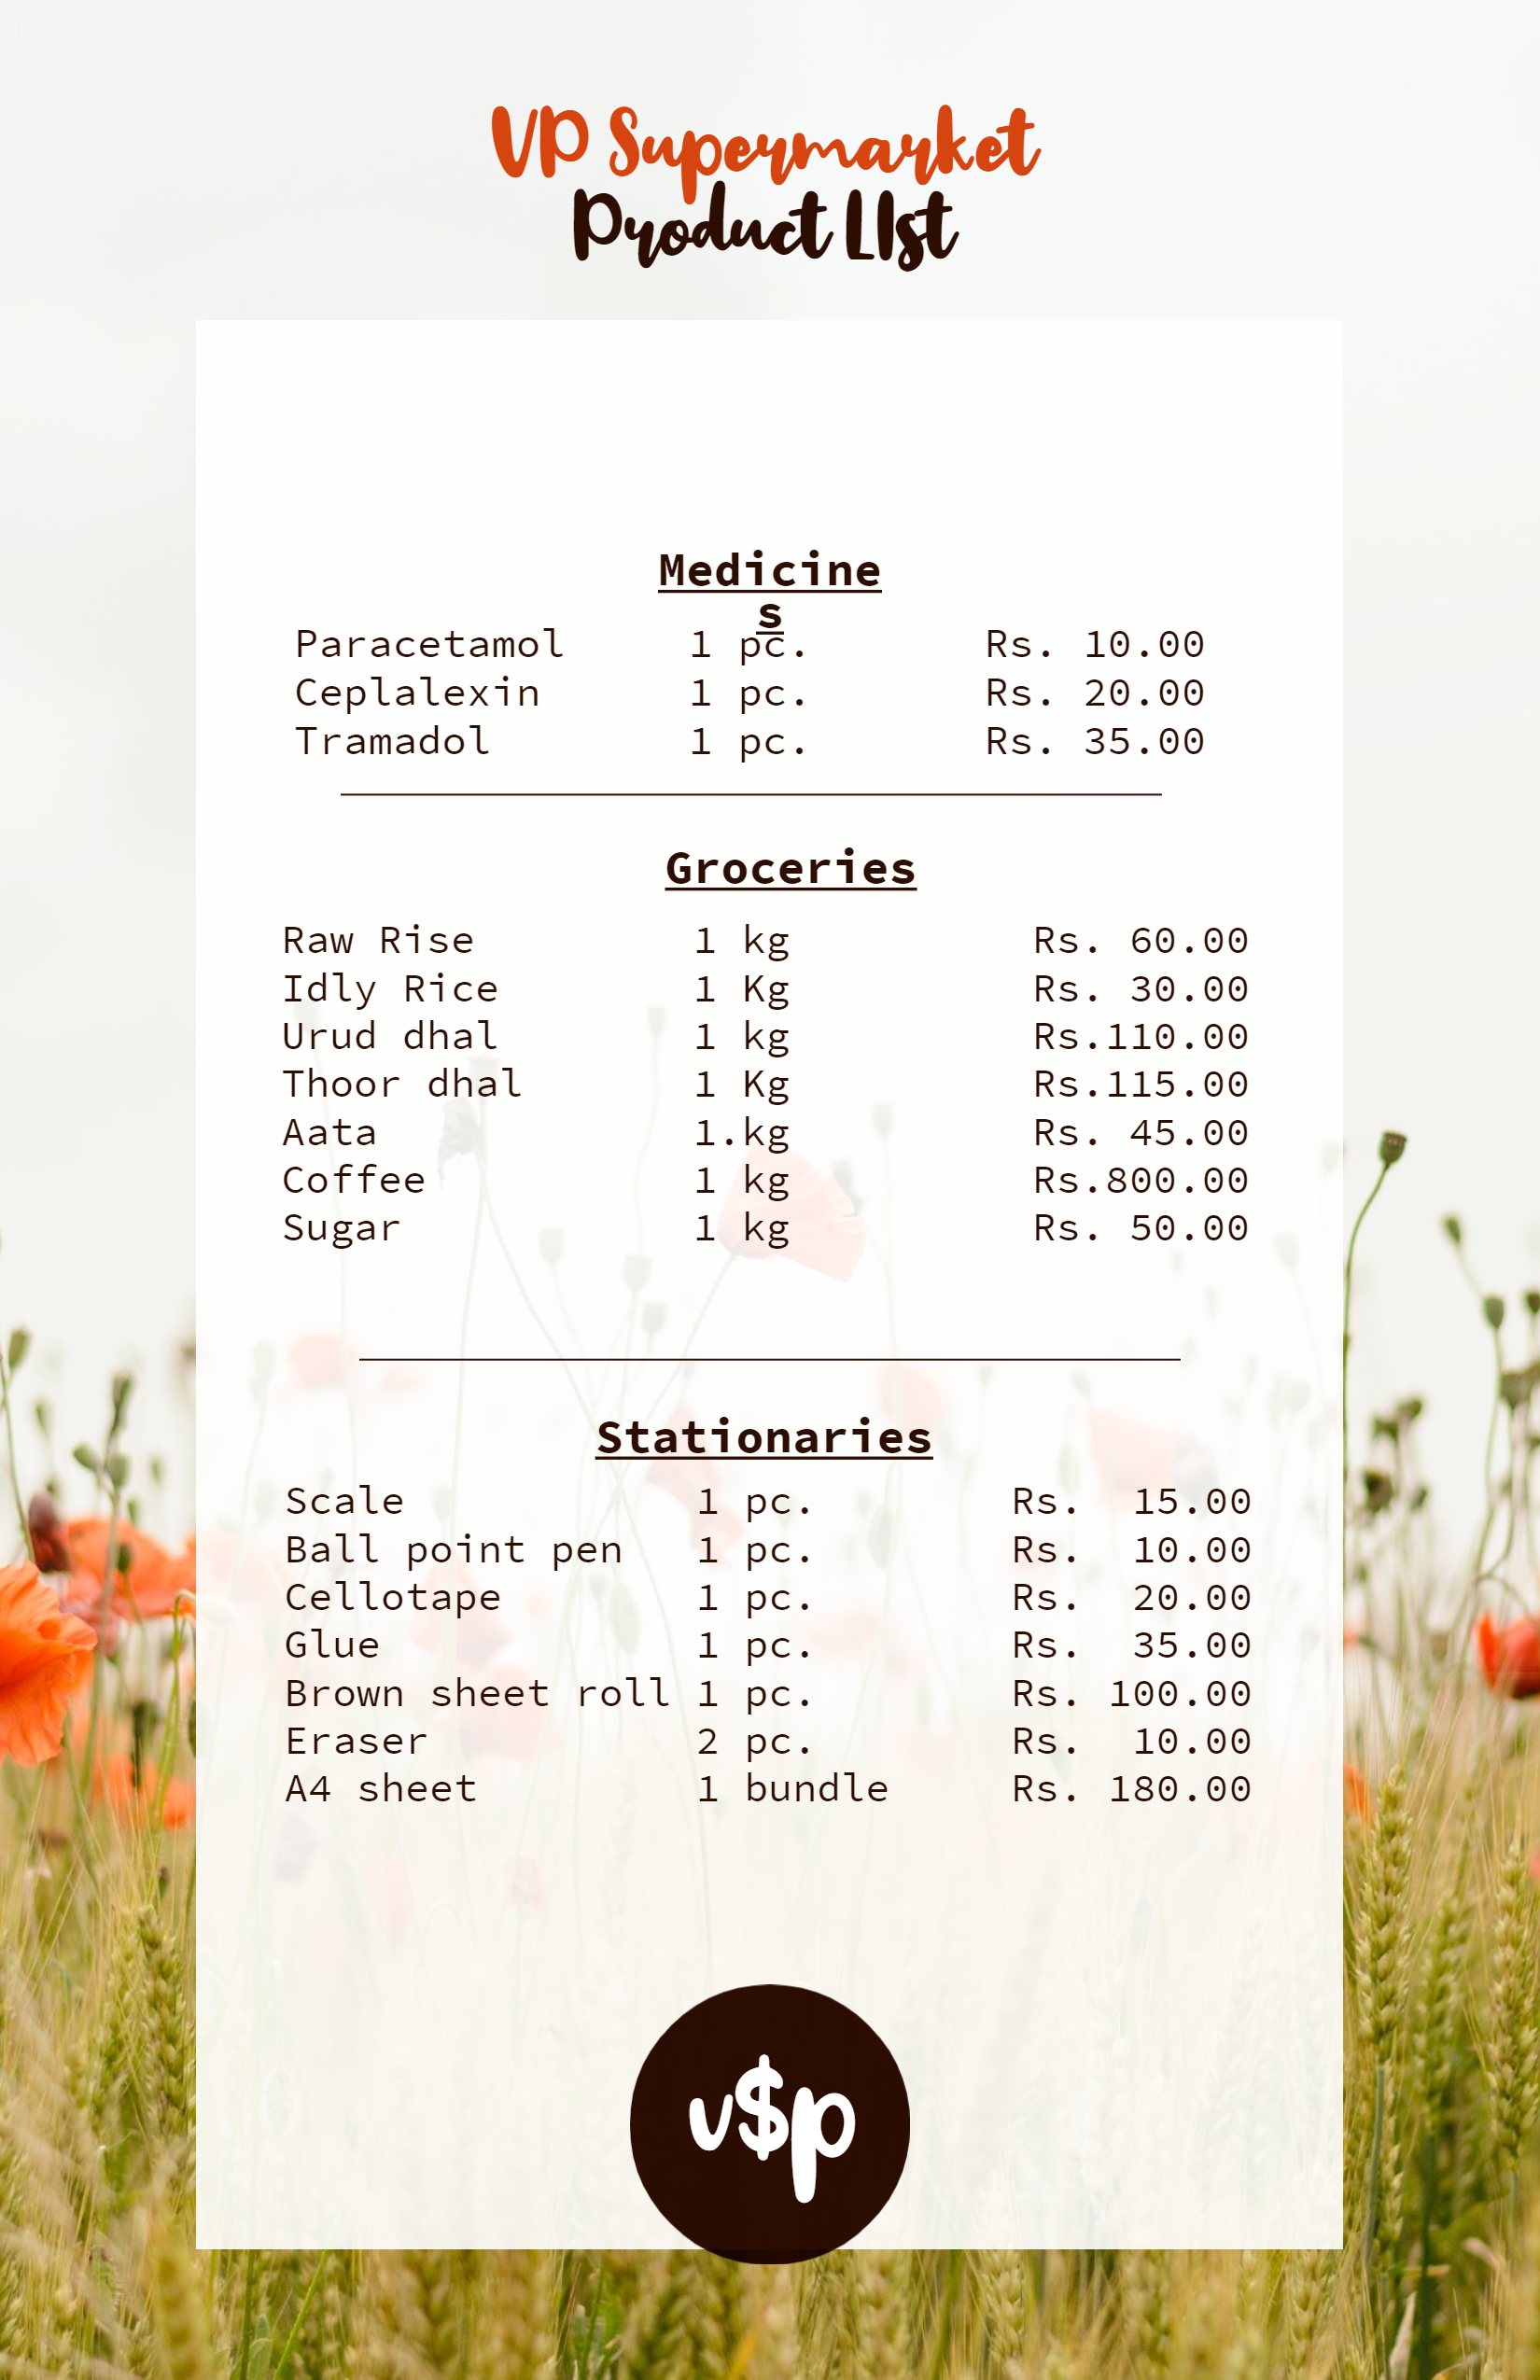 VP Supermarket
Product LIst
Medicine
s
Paracetamol 1 pc. Rs. 10.00
Ceplalexin 1 pc. Rs. 20.00
Tramadol 1 pc. Rs. 35.00
Groceries
Raw Rise 1 kg Rs. 60.00
Idly Rice 1 Kg Rs. 30.00
Urud dhal 1 kg Rs.110.00
Thoor dhal 1 Kg Rs.115.00
Aata 1.kg Rs. 45.00
Coffee 1 kg Rs.800.00
Sugar 1 kg Rs. 50.00
Stationaries
Scale 1 pc. Rs. 15.00
Ball point pen 1 pc. Rs. 10.00
Cellotape 1 pc. Rs. 20.00
Glue 1 pc. Rs. 35.00
Brown sheet roll 1 pc. Rs. 100.00
Eraser 2 pc. Rs. 10.00
A4 sheet 1 bundle Rs. 180.00
v$p